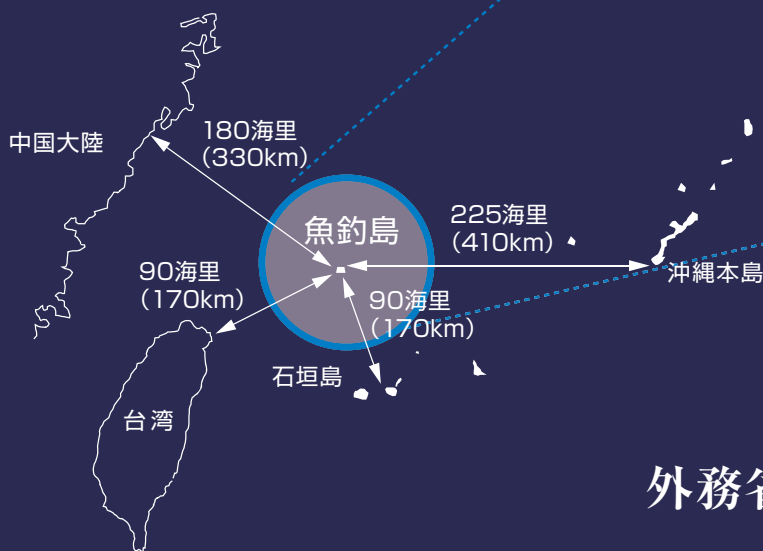 中国大陸
180海里
(330km)
魚釣島
225海里
(410km)
沖縄本島
90海里
(170km)
90海里
(170km)
石垣島
台湾
外務省